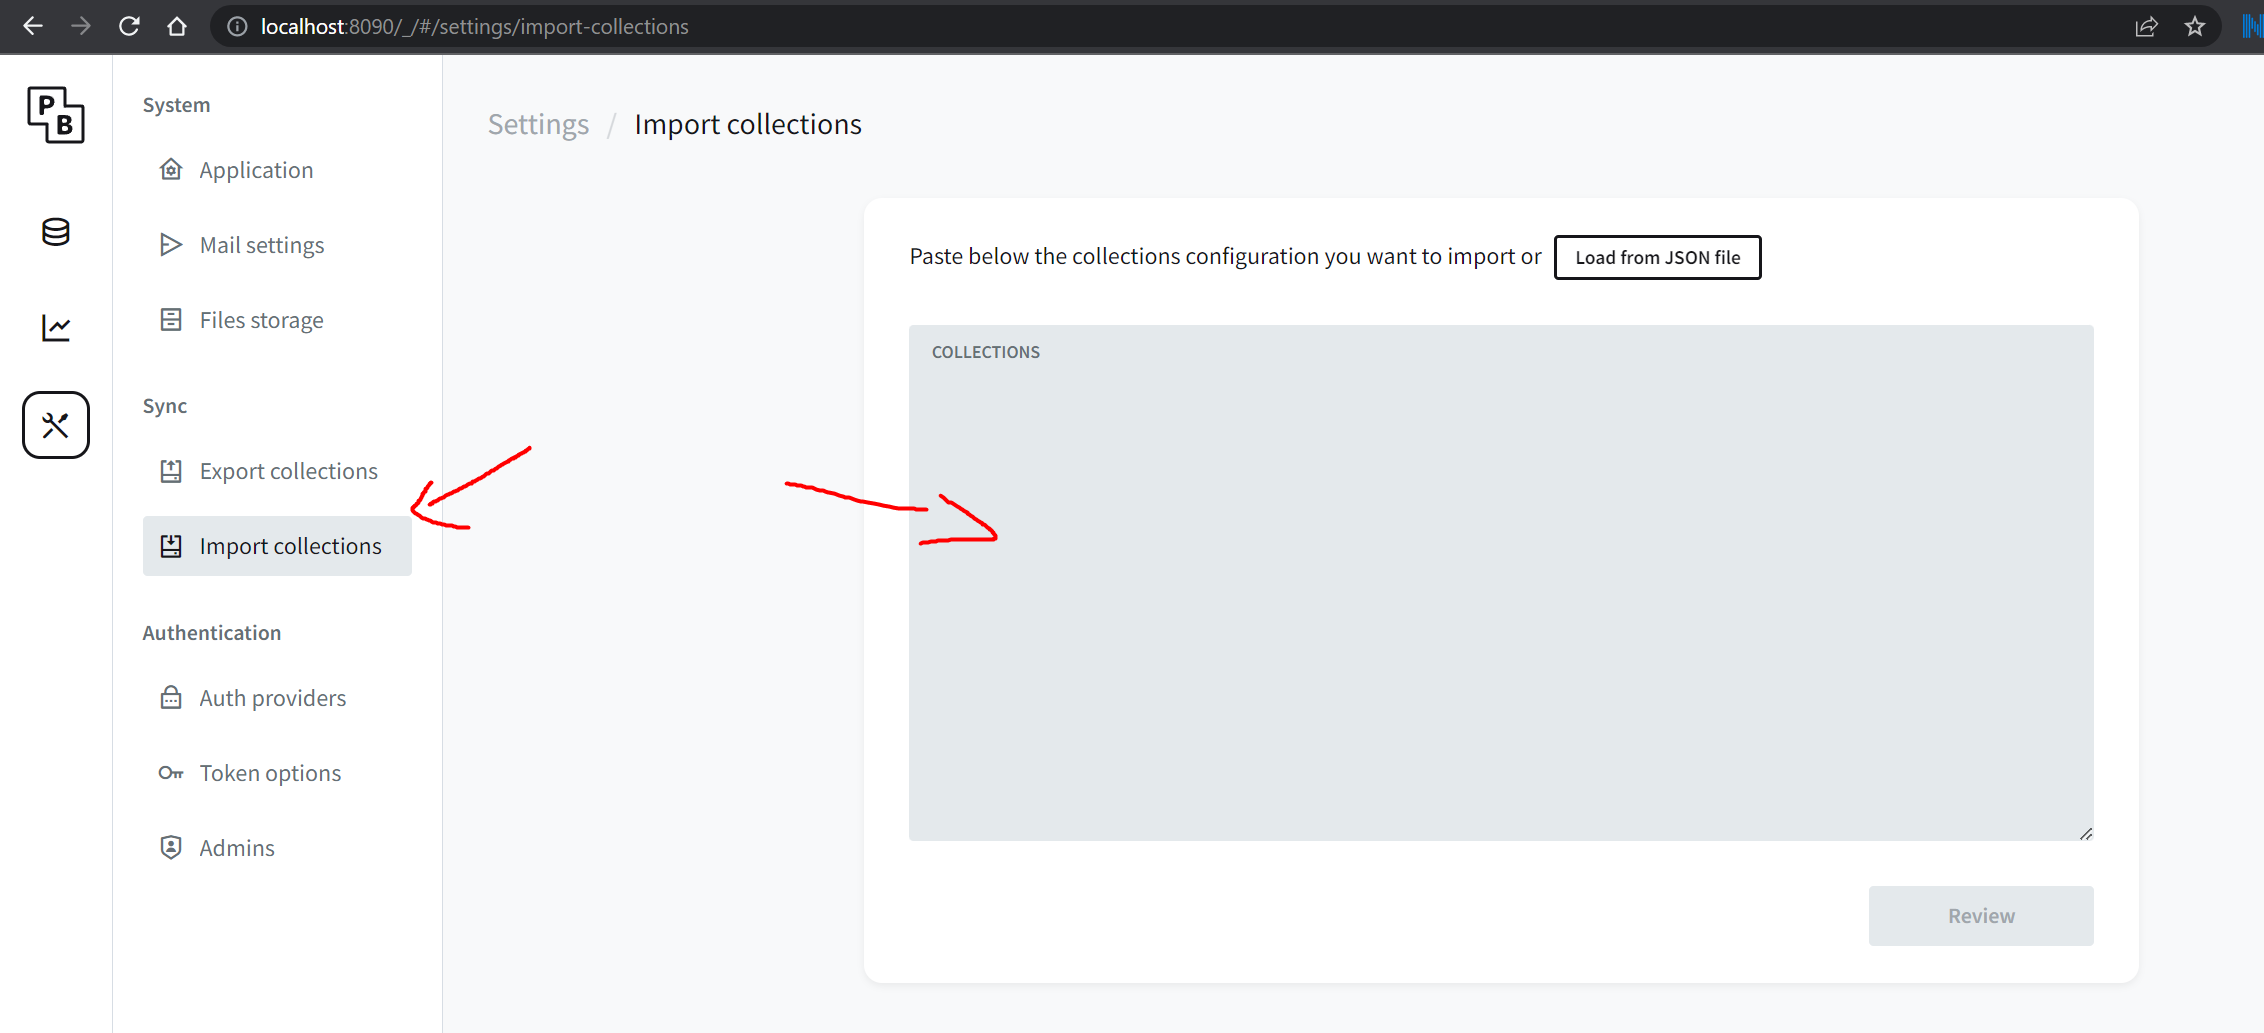 localhost:8090/_/#/settings/import-collections
P
B
System
Application
Mail settings
Files storage
Sync
Export collections
Import collections
Authentication
Auth providers
Token options
Admins
Settings / Import collections
Paste below the collections configuration you want to import or Load from JSON file
COLLECTIONS
Review